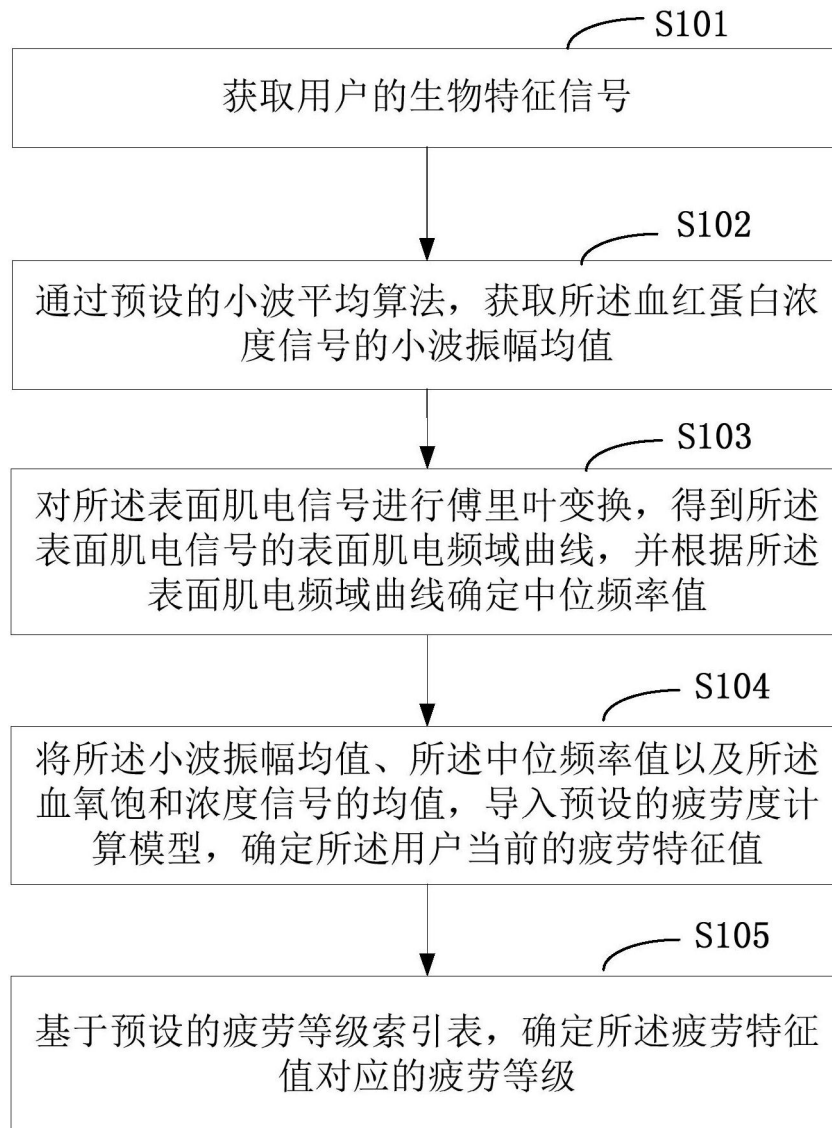 S101
获取用户的生物特征信号
S102
通过预设的小波平均算法，获取所述血红蛋白浓
度信号的小波振幅均值
S103
对所述表面肌电信号进行傅里叶变换，得到所述
表面肌电信号的表面肌电频域曲线，并根据所述
表面肌电频域曲线确定中位频率值
S104
将所述小波振幅均值、所述中位频率值以及所述
血氧饱和浓度信号的均值，导入预设的疲劳度计
算模型，确定所述用户当前的疲劳特征值
S105
基于预设的疲劳等级索引表，确定所述疲劳特征
值对应的疲劳等级